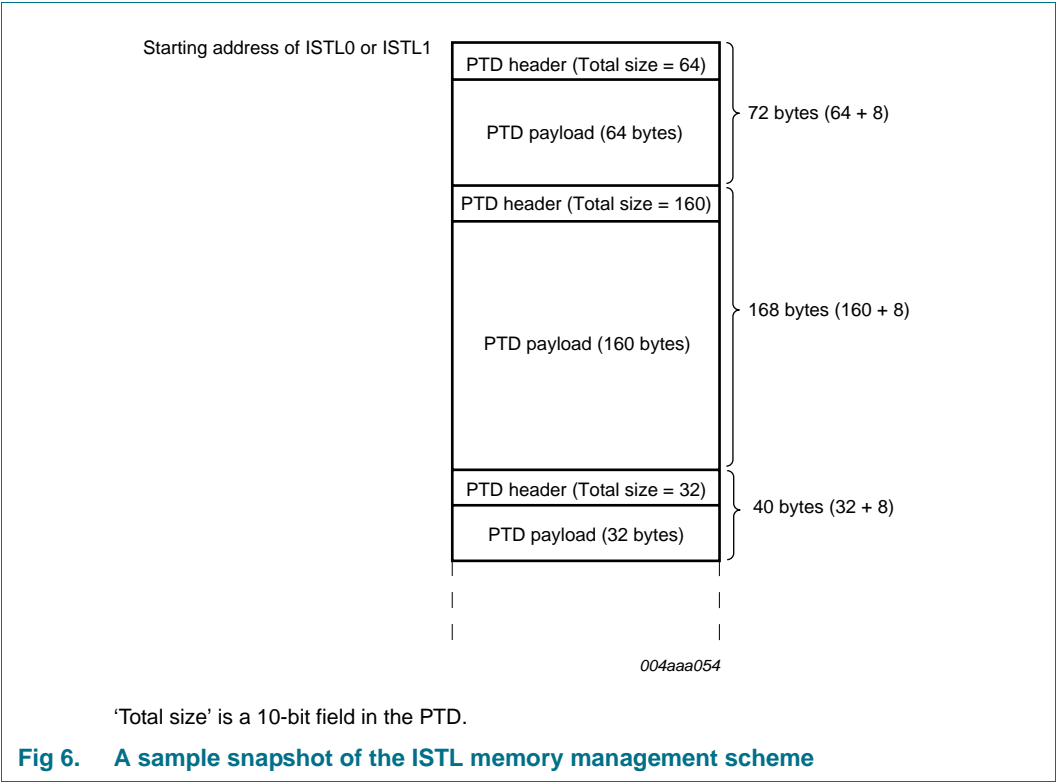 Starting address of ISTL0 or ISTL1
PTD header (Total size = 64)
72 bytes (64 + 8)
PTD payload (64 bytes)
PTD header (Total size = 160)
168 bytes (160 + 8)
PTD payload (160 bytes)
PTD header (Total size = 32)
40 bytes (32 + 8)
PTD payload (32 bytes)
004aaa054
‘Total size’ is a 10-bit field in the PTD.
Fig 6. A sample snapshot of the ISTL memory management scheme